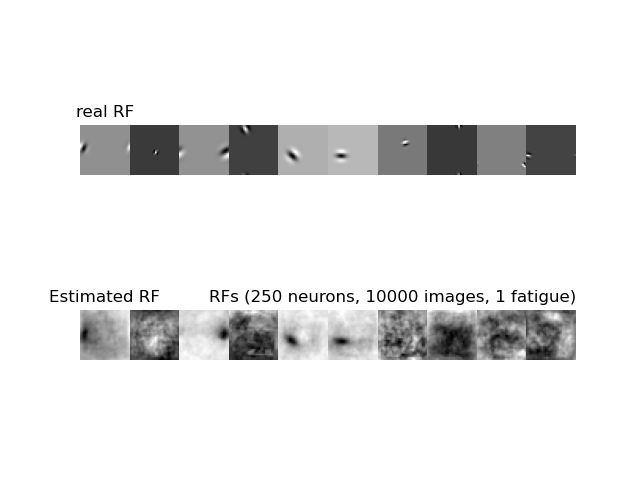 real RF
Estimated RF
RFs (250 neurons, 10000 images, 1 fatigue)